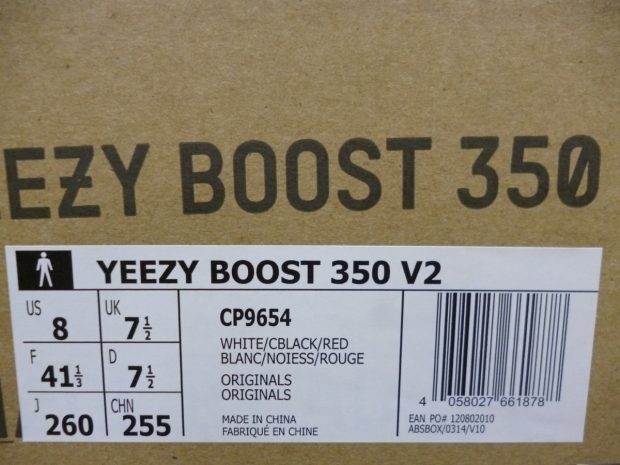 EEZY BOOST 350
YEEZY BOOST 350 V2
US 8
UK 7½
F 41⅓
D 7½
J 260
CHN 255
CP9654
WHITE/CBLACK/RED
BLANC/NOIESS/ROUGE
ORIGINALS
ORIGINALS
MADE IN CHINA
FABRIQUÉ EN CHINE
4 058027 661878
EAN PO# 120802010
ABSBOX/0314/V10